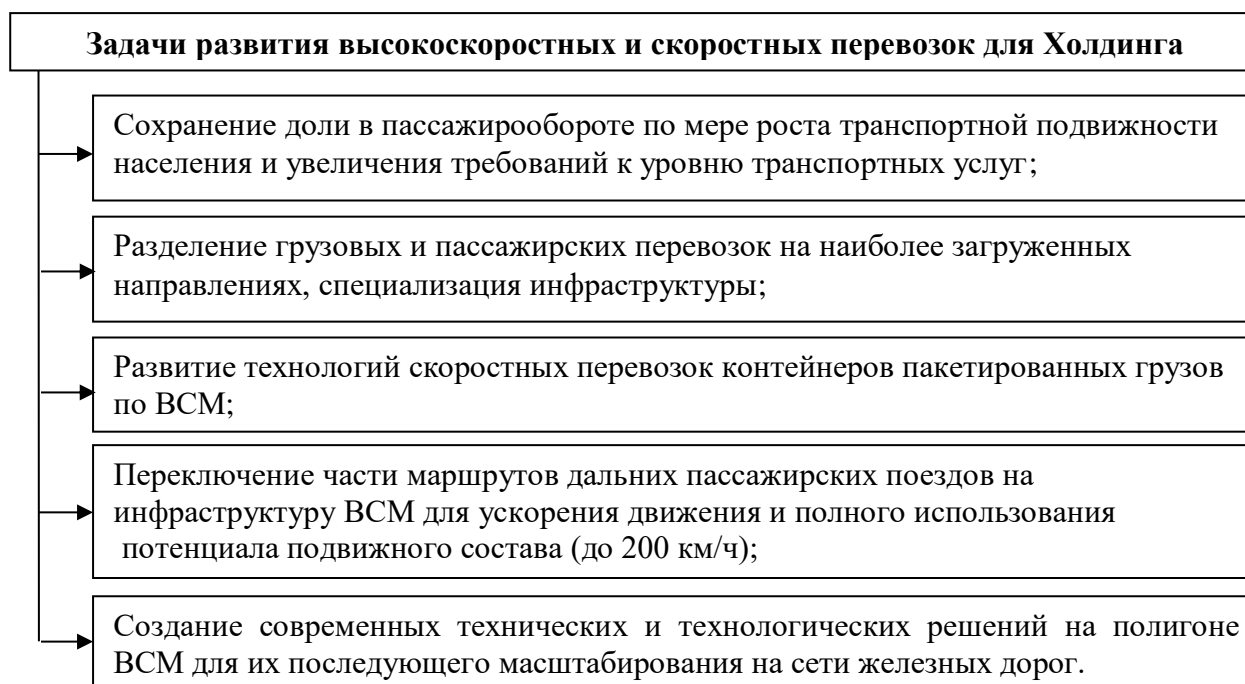 Задачи развития высокоскоростных и скоростных перевозок для Холдинга
Сохранение доли в пассажирообороте по мере роста транспортной подвижности
населения и увеличения требований к уровню транспортных услуг;
Разделение грузовых и пассажирских перевозок на наиболее загруженных
направлениях, специализация инфраструктуры;
Развитие технологий скоростных перевозок контейнеров пакетированных грузов
по ВСМ;
Переключение части маршрутов дальних пассажирских поездов на
инфраструктуру ВСМ для ускорения движения и полного использования
потенциала подвижного состава (до 200 км/ч);
Создание современных технических и технологических решений на полигоне
ВСМ для их последующего масштабирования на сети железных дорог.